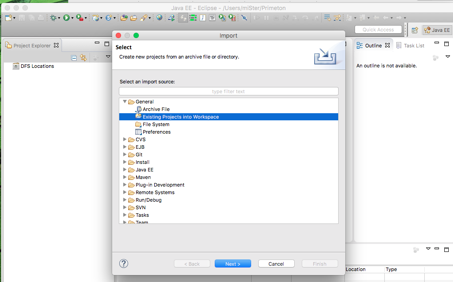 Java EE - Eclipse - /Users/mister/Primeton
Quick Access
Java EE
Project Explorer
DFS Locations
Import
Select
Create new projects from an archive file or directory.
Select an import source:
type filter text
General
Archive File
Existing Projects into Workspace
File System
Preferences
CVS
EJB
Git
Install
Java EE
Maven
Plug-in Development
Remote Systems
Run/Debug
SVN
Tasks
Team
?
< Back
Next >
Cancel
Finish
Outline
Task List
An outline is not available.
Location
Type